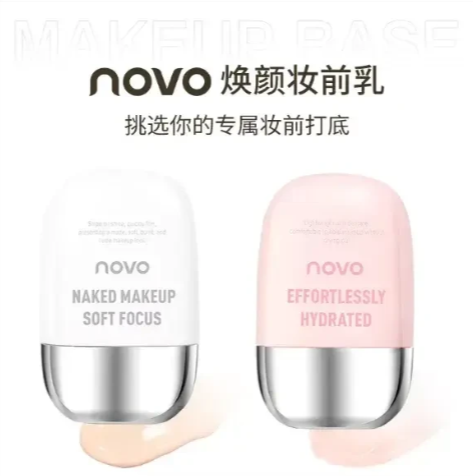 MAKEUP BASE
novo 焕颜妆前乳
挑选你的专属妆前打底
novo
NAKED MAKEUP
SOFT FOCUS
novo
EFFORTLESSLY
HYDRATED